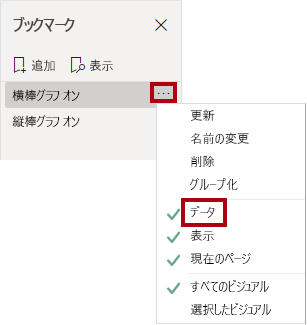 ブックマーク
追加 表示
横棒グラフ オン
縦棒グラフ オン
更新
名前の変更
削除
グループ化
データ
表示
現在のページ
すべてのビジュアル
選択したビジュアル